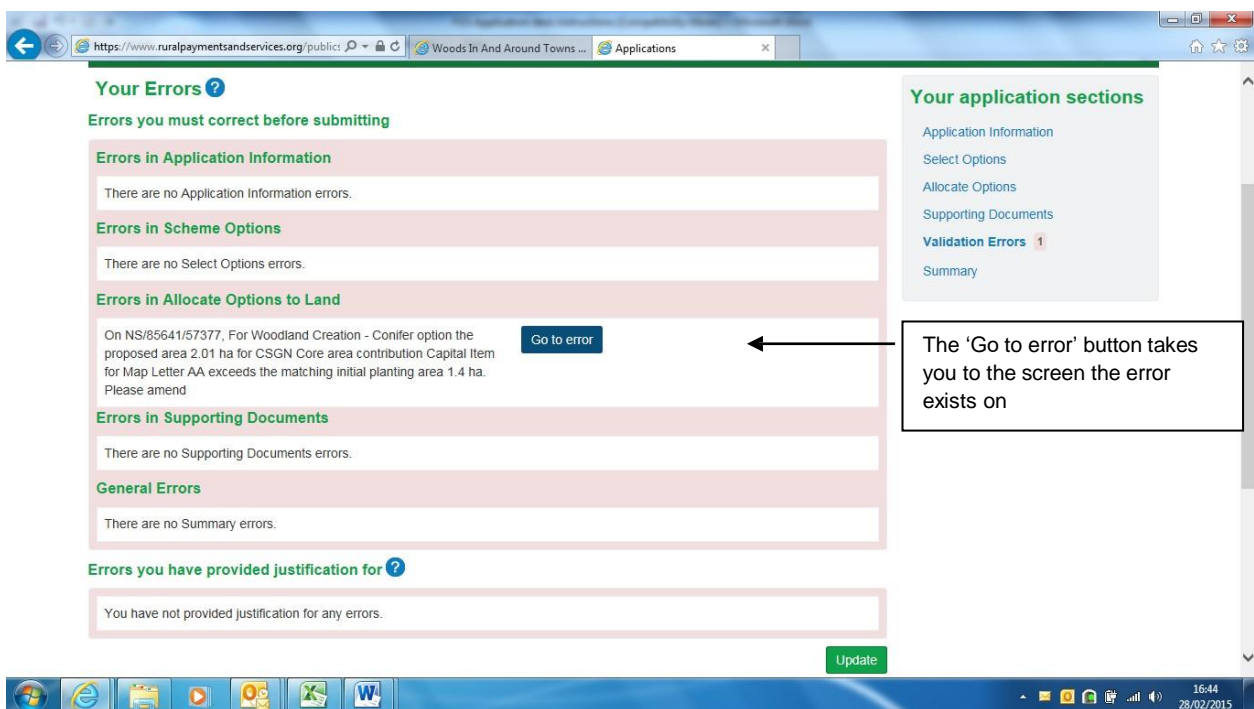 https://www.ruralpaymentsandservices.org/public
Woods In And Around Towns ...
Applications
Your Errors ?
Errors you must correct before submitting
Errors in Application Information
There are no Application Information errors.
Errors in Scheme Options
There are no Select Options errors.
Errors in Allocate Options to Land
On NS/85641/57377, For Woodland Creation - Conifer option the
proposed area 2.01 ha for CSGN Core area contribution Capital Item
for Map Letter AA exceeds the matching initial planting area 1.4 ha.
Please amend
Go to error
Errors in Supporting Documents
There are no Supporting Documents errors.
General Errors
There are no Summary errors.
Errors you have provided justification for ?
You have not provided justification for any errors.
Update
Your application sections
Application Information
Select Options
Allocate Options
Supporting Documents
Validation Errors 1
Summary
The ‘Go to error’ button takes
you to the screen the error
exists on
16:44
28/02/2015